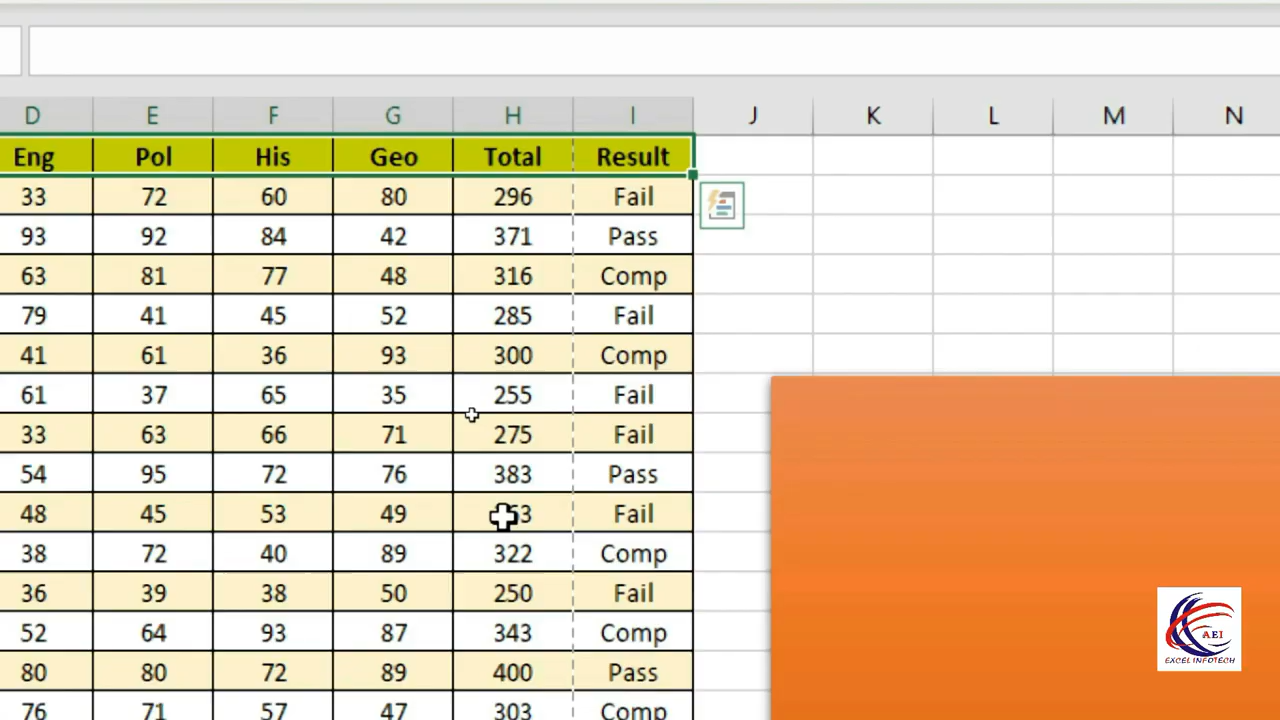 D E F G H I J K L M N
Eng Pol His Geo Total Result
33 72 60 80 296 Fail
93 92 84 42 371 Pass
63 81 77 48 316 Comp
79 41 45 52 285 Fail
41 61 36 93 300 Comp
61 37 65 35 255 Fail
33 63 66 71 275 Fail
54 95 72 76 383 Pass
48 45 53 49 Fail
38 72 40 89 322 Comp
36 39 38 50 250 Fail
52 64 93 87 343 Comp
80 80 72 89 400 Pass
76 71 57 47 303 Comp
AEI
EXCEL INFOTECH